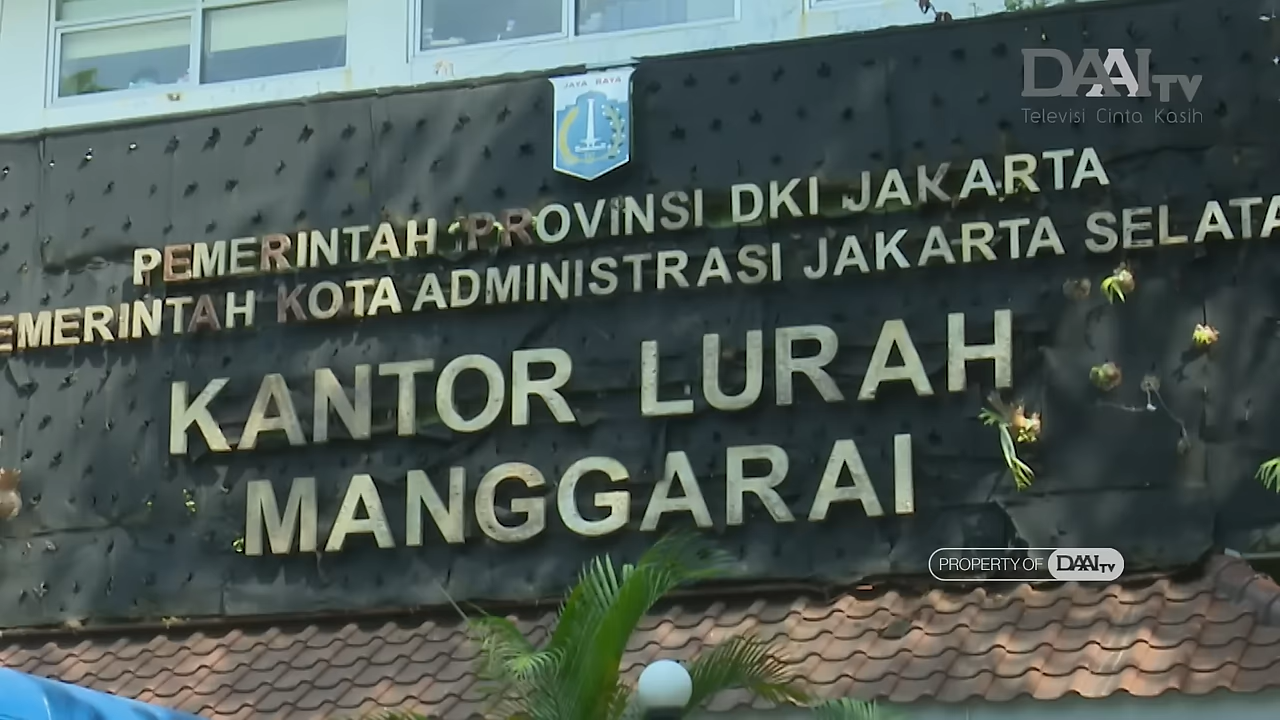 DAAI TV
Televisi Cinta Kasih
JAYA RAYA
PEMERINTAH PROVINSI DKI JAKARTA
EMERINTAH KOTA ADMINISTRASI JAKARTA SELATA
KANTOR LURAH
MANGGARAI
PROPERTY OF DAAI TV